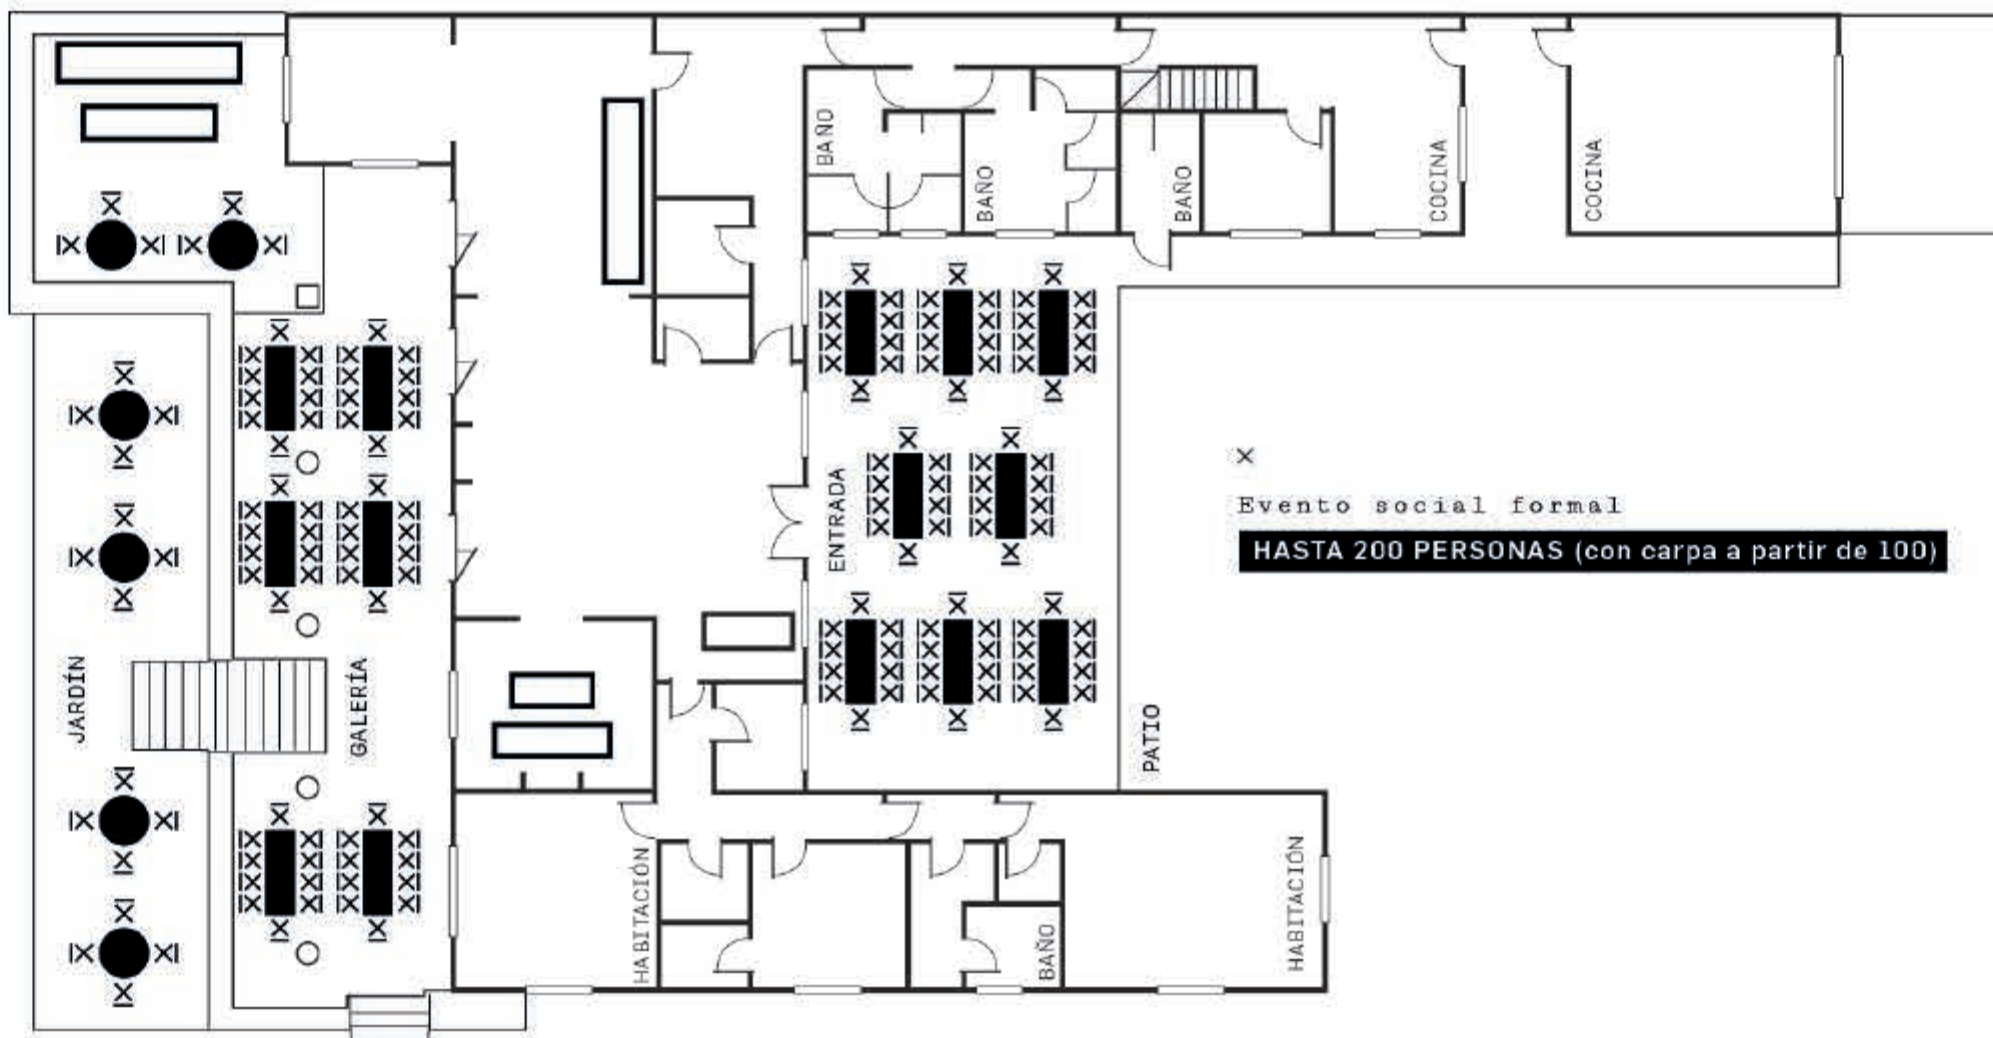 BAÑO
BAÑO
BAÑO
COCINA
COCINA
ENTRADA
Evento social formal
HASTA 200 PERSONAS (con carpa a partir de 100)
JARDÍN
GALERÍA
PATIO
HABITACIÓN
BAÑO
HABITACIÓN